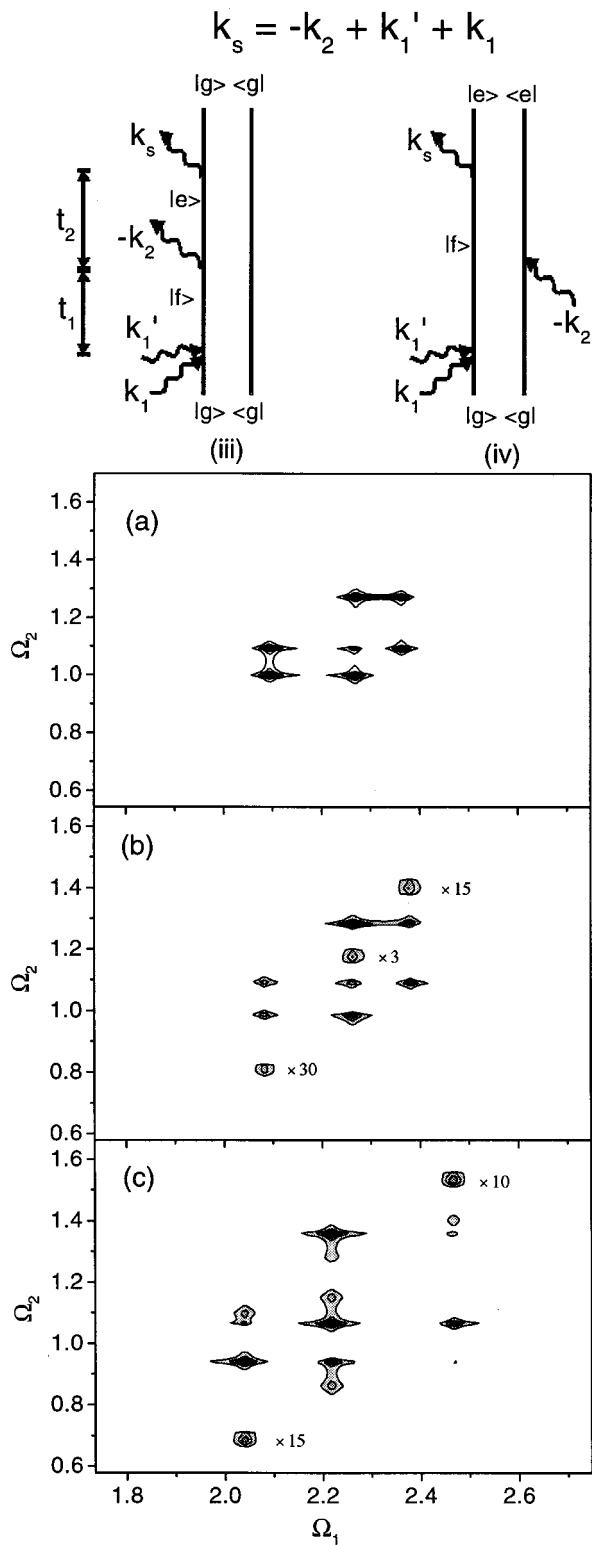 k_s = -k_2 + k_1' + k_1
|g> <g|
|e> <e|
k_s
k_s
|e>
t_2
-k_2
|f>
|f>
-k_2
t_1
k_1'
k_1'
k_1
k_1
|g> <g|
|g> <g|
(iii)
(iv)
(a)
Ω_2
1.6
1.4
1.2
1.0
0.8
0.6
(b)
Ω_2
1.6
1.4
1.2
1.0
0.8
0.6
× 15
× 3
× 30
(c)
Ω_2
1.6
1.4
1.2
1.0
0.8
0.6
× 10
× 15
1.8
2.0
2.2
2.4
2.6
Ω_1